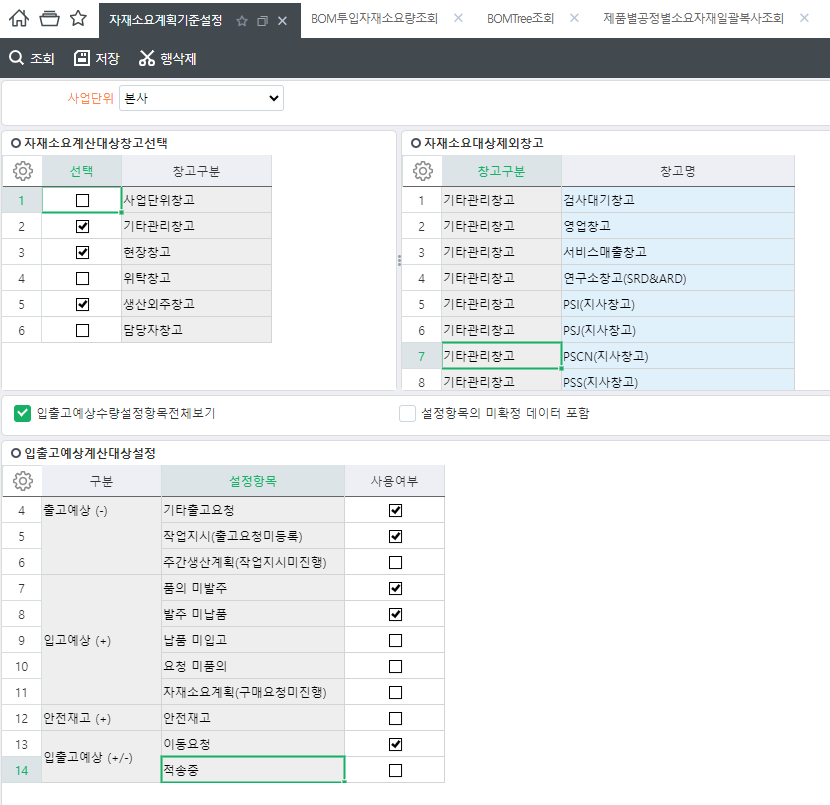 자재소요계획기준설정 BOM투입자재소요량조회 BOMTree조회 제품별공정별소요자재일괄복사조회
조회 저장 행삭제
사업단위 본사
자재소요계산대상창고선택
선택 창고구분
1 사업단위창고
2 기타관리창고
3 현장창고
4 위탁창고
5 생산외주창고
6 담당자창고
자재소요대상제외창고
창고구분 창고명
1 기타관리창고 검사대기창고
2 기타관리창고 영업창고
3 기타관리창고 서비스매출창고
4 기타관리창고 연구소창고(SRD&ARD)
5 기타관리창고 PSI(지사창고)
6 기타관리창고 PSJ(지사창고)
7 기타관리창고 PSCN(지사창고)
8 기타관리창고 PSS(지사창고)
입출고예상수량설정항목전체보기 설정항목의 미확정 데이터 포함
입출고예상계산대상설정
구분 설정항목 사용여부
4 출고예상 (-) 기타출고요청
5 작업지시(출고요청미등록)
6 주간생산계획(작업지시미진행)
7 품의 미발주
8 발주 미납품
9 입고예상 (+) 납품 미입고
10 요청 미품의
11 자재소요계획(구매요청미진행)
12 안전재고 (+) 안전재고
13 입출고예상 (+/-) 이동요청
14 적송중